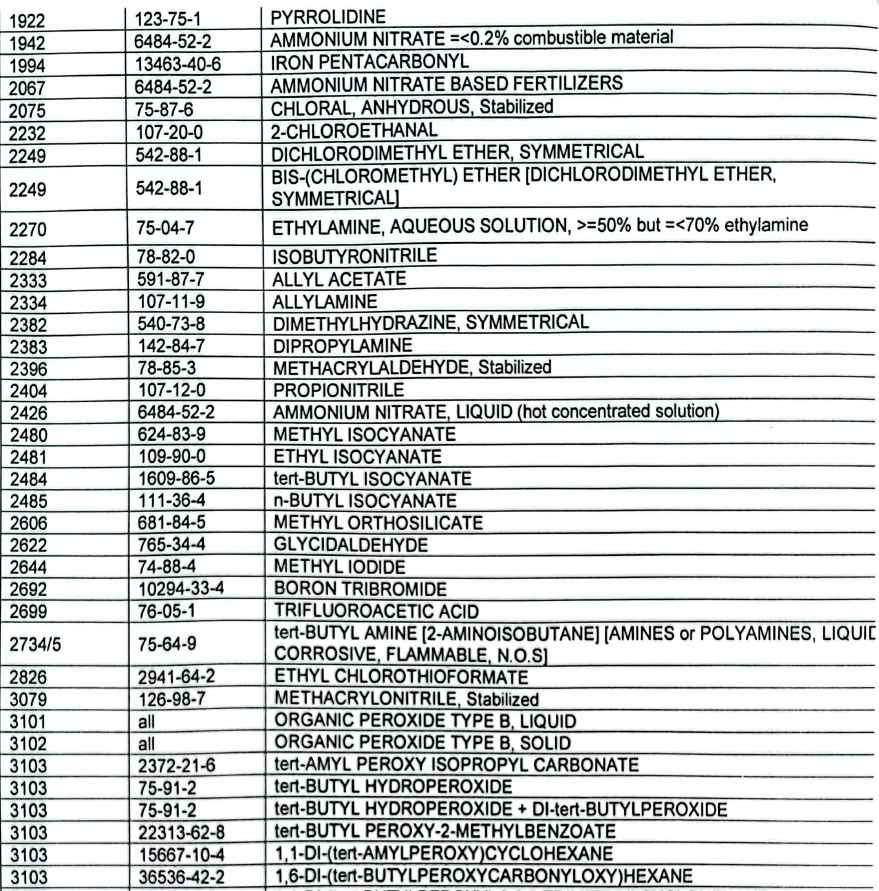 1922 123-75-1 PYRROLIDINE
1942 6484-52-2 AMMONIUM NITRATE =<0.2% combustible material
1994 13463-40-6 IRON PENTACARBONYL
2067 6484-52-2 AMMONIUM NITRATE BASED FERTILIZERS
2075 75-87-6 CHLORAL, ANHYDROUS, Stabilized
2232 107-20-0 2-CHLOROETHANAL
2249 542-88-1 DICHLORODIMETHYL ETHER, SYMMETRICAL
2249 542-88-1 BIS-(CHLOROMETHYL) ETHER [DICHLORODIMETHYL ETHER,
SYMMETRICAL]
2270 75-04-7 ETHYLAMINE, AQUEOUS SOLUTION, >=50% but =<70% ethylamine
2284 78-82-0 ISOBUTYRONITRILE
2333 591-87-7 ALLYL ACETATE
2334 107-11-9 ALLYLAMINE
2382 540-73-8 DIMETHYLHYDRAZINE, SYMMETRICAL
2383 142-84-7 DIPROPYLAMINE
2396 78-85-3 METHACRYLALDEHYDE, Stabilized
2404 107-12-0 PROPIONITRILE
2426 6484-52-2 AMMONIUM NITRATE, LIQUID (hot concentrated solution)
2480 624-83-9 METHYL ISOCYANATE
2481 109-90-0 ETHYL ISOCYANATE
2484 1609-86-5 tert-BUTYL ISOCYANATE
2485 111-36-4 n-BUTYL ISOCYANATE
2606 681-84-5 METHYL ORTHOSILICATE
2622 765-34-4 GLYCIDALDEHYDE
2644 74-88-4 METHYL IODIDE
2692 10294-33-4 BORON TRIBROMIDE
2699 76-05-1 TRIFLUOROACETIC ACID
2734/5 75-64-9 tert-BUTYL AMINE [2-AMINOISOBUTANE] [AMINES or POLYAMINES, LIQUID
CORROSIVE, FLAMMABLE, N.O.S]
2826 2941-64-2 ETHYL CHLOROTHIOFORMATE
3079 126-98-7 METHACRYLONITRILE, Stabilized
3101 all ORGANIC PEROXIDE TYPE B, LIQUID
3102 all ORGANIC PEROXIDE TYPE B, SOLID
3103 2372-21-6 tert-AMYL PEROXY ISOPROPYL CARBONATE
3103 75-91-2 tert-BUTYL HYDROPEROXIDE
3103 75-91-2 tert-BUTYL HYDROPEROXIDE + DI-tert-BUTYLPEROXIDE
3103 22313-62-8 tert-BUTYL PEROXY-2-METHYLBENZOATE
3103 15667-10-4 1,1-DI-(tert-AMYLPEROXY)CYCLOHEXANE
3103 36536-42-2 1,6-DI-(tert-BUTYLPEROXYCARBONYLOXY)HEXANE